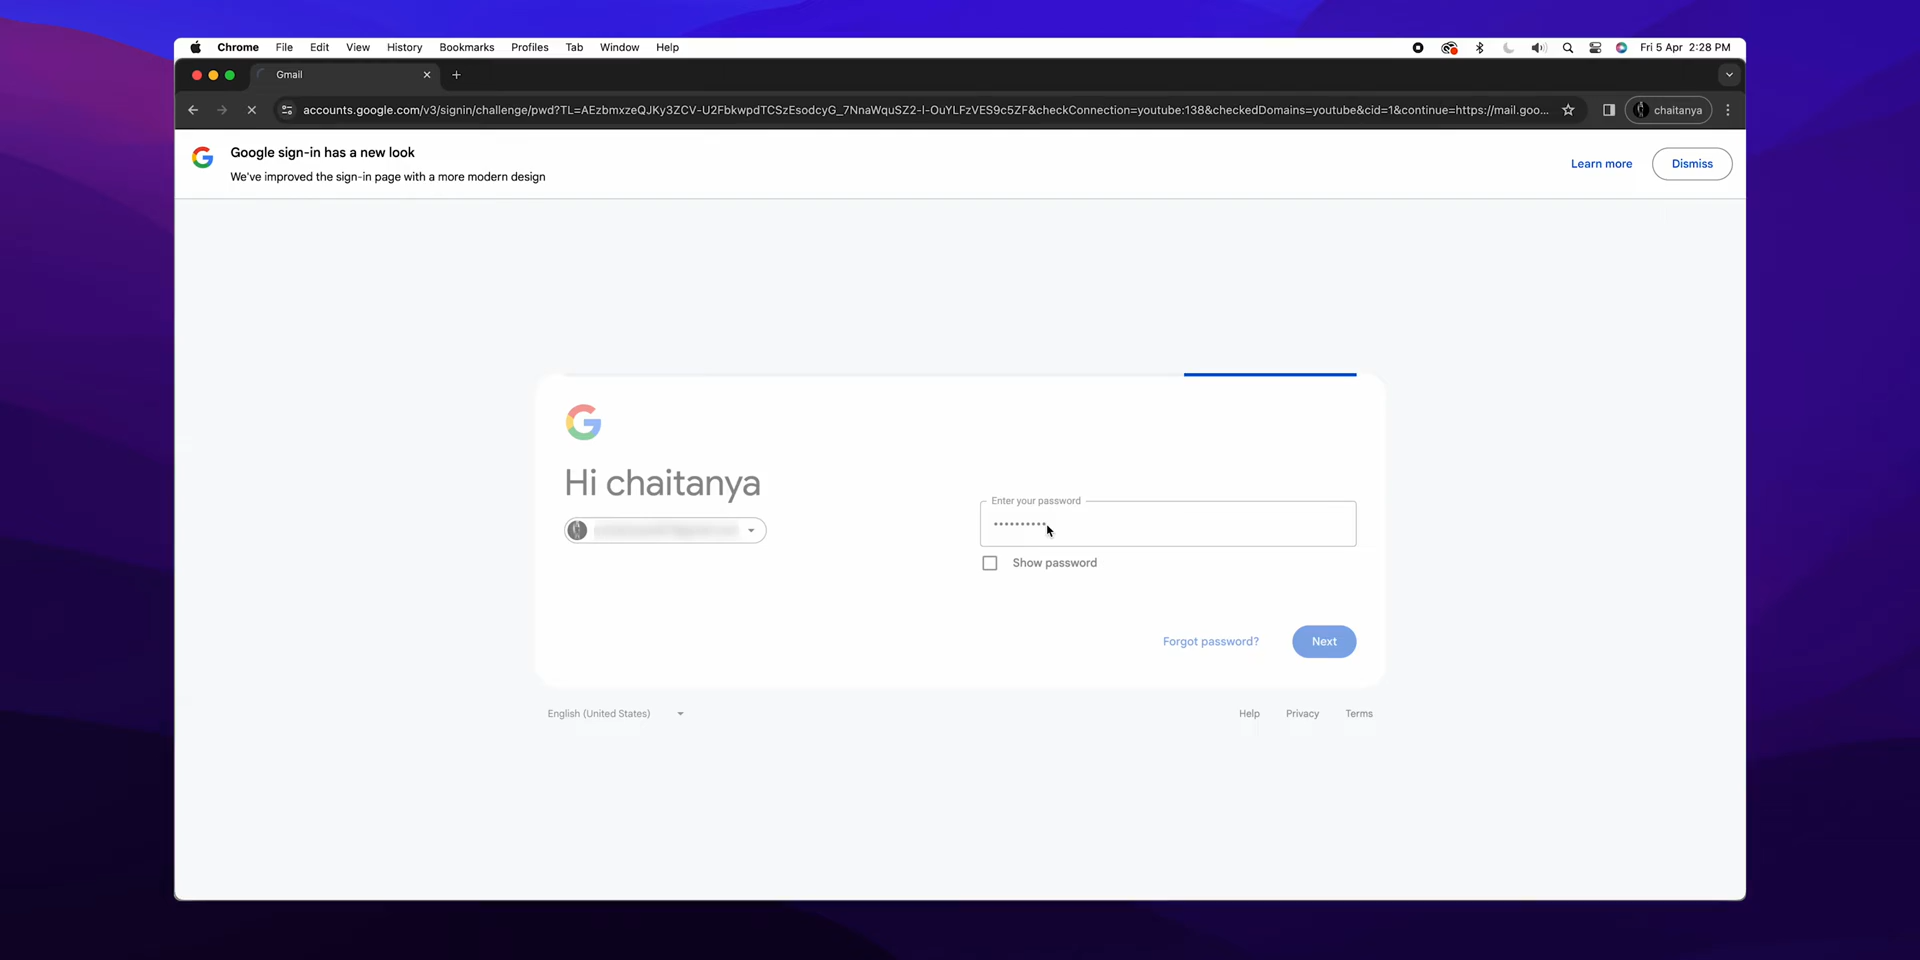 Chrome File Edit View History Bookmarks Profiles Tab Window Help Fri 5 Apr 2:28 PM
Gmail
accounts.google.com/v3/signin/challenge/pwd?TL=AEzbmxzeQJKy3ZCV-U2FbkwpdTCSzEsodcyG_7NnaWquSZ2-I-OuYLFzVES9c5ZF&checkConnection=youtube:138&checkedDomains=youtube&cid=1&continue=https://mail.goo... chaitanya
Google sign-in has a new look
We've improved the sign-in page with a more modern design
Learn more Dismiss
Hi chaitanya
Enter your password
Show password
Forgot password? Next
English (United States) Help Privacy Terms